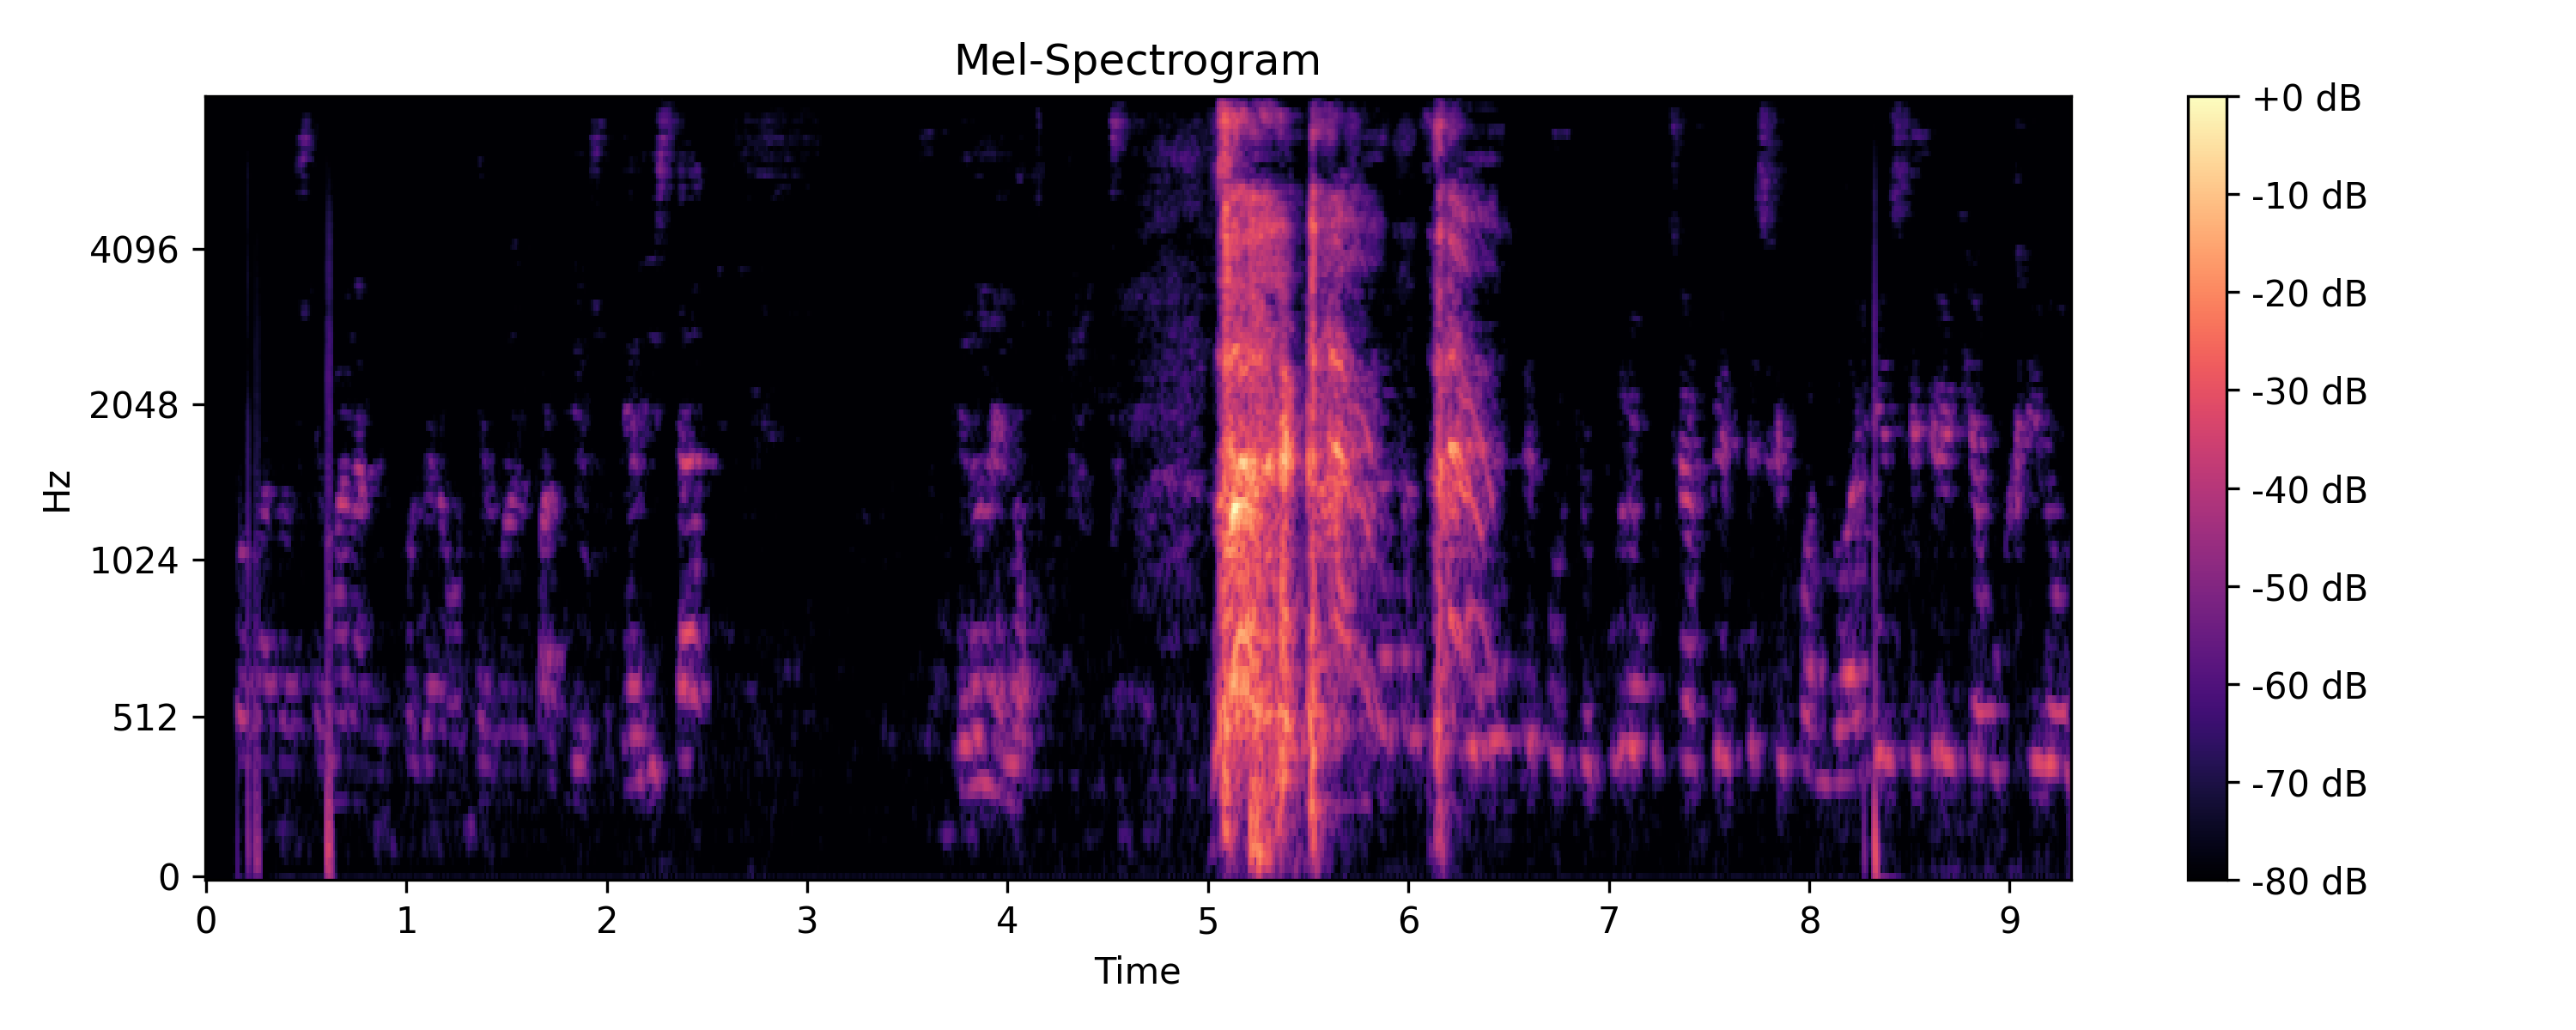 Mel-Spectrogram
+0 dB
-10 dB
-20 dB
-30 dB
-40 dB
-50 dB
-60 dB
-70 dB
-80 dB
Hz
4096
2048
1024
512
0
0 1 2 3 4 5 6 7 8 9
Time